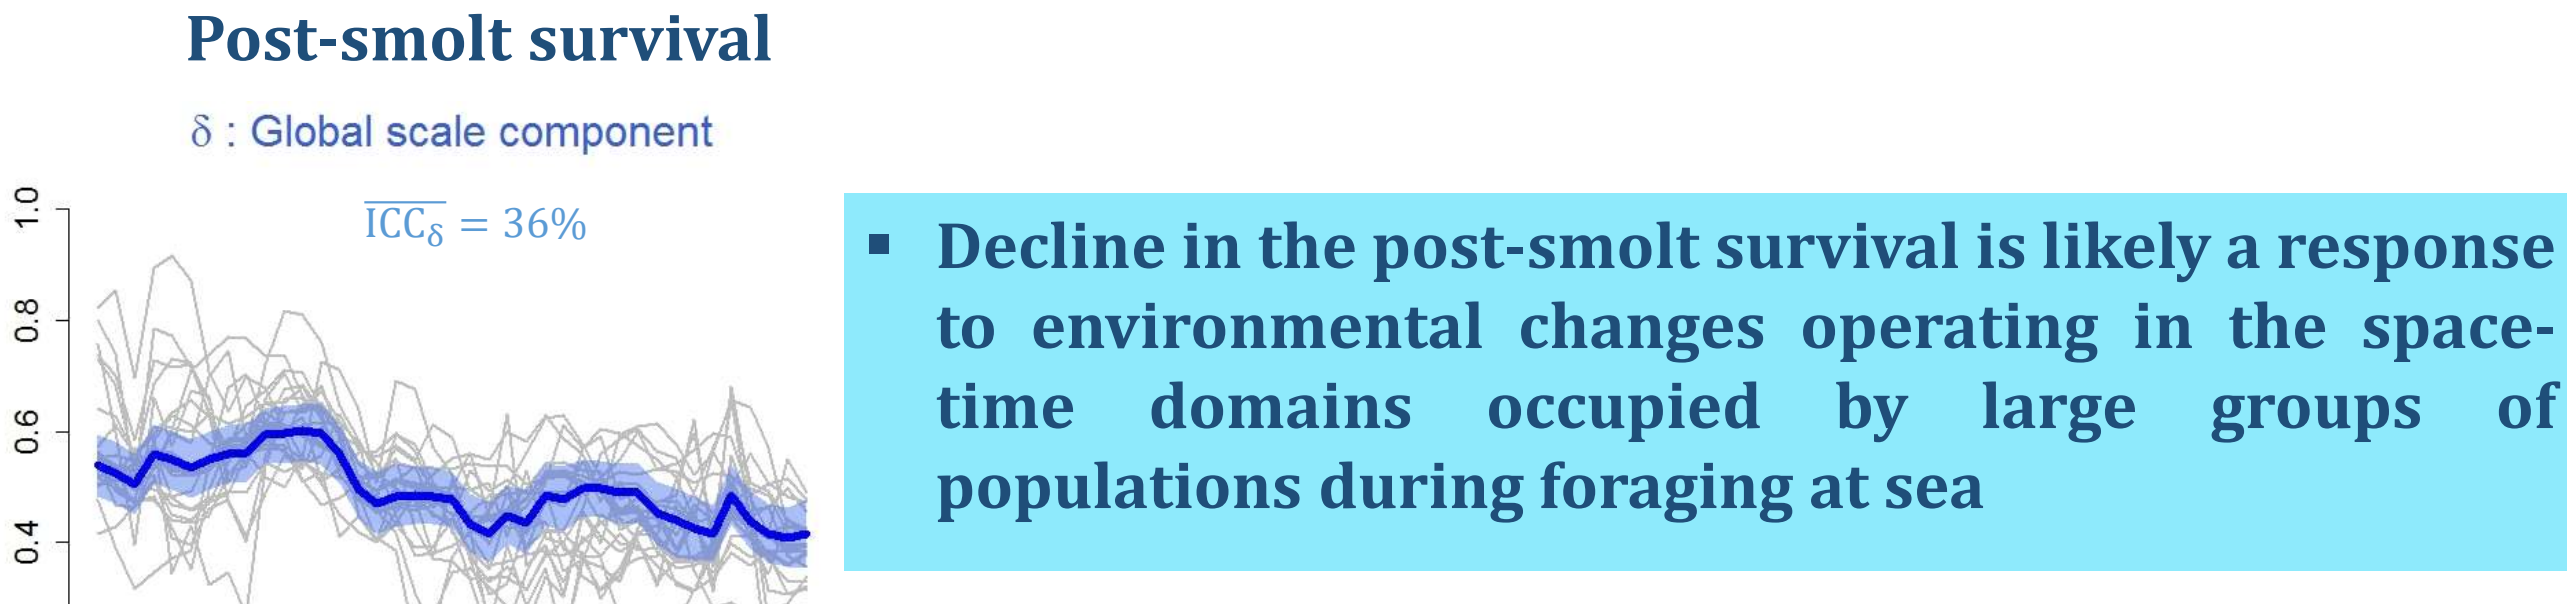 Post-smolt survival
δ : Global scale component
1.0
0.8
0.6
0.4
ICC̅δ = 36%
▪ Decline in the post-smolt survival is likely a response
to environmental changes operating in the space-
time domains occupied by large groups of
populations during foraging at sea